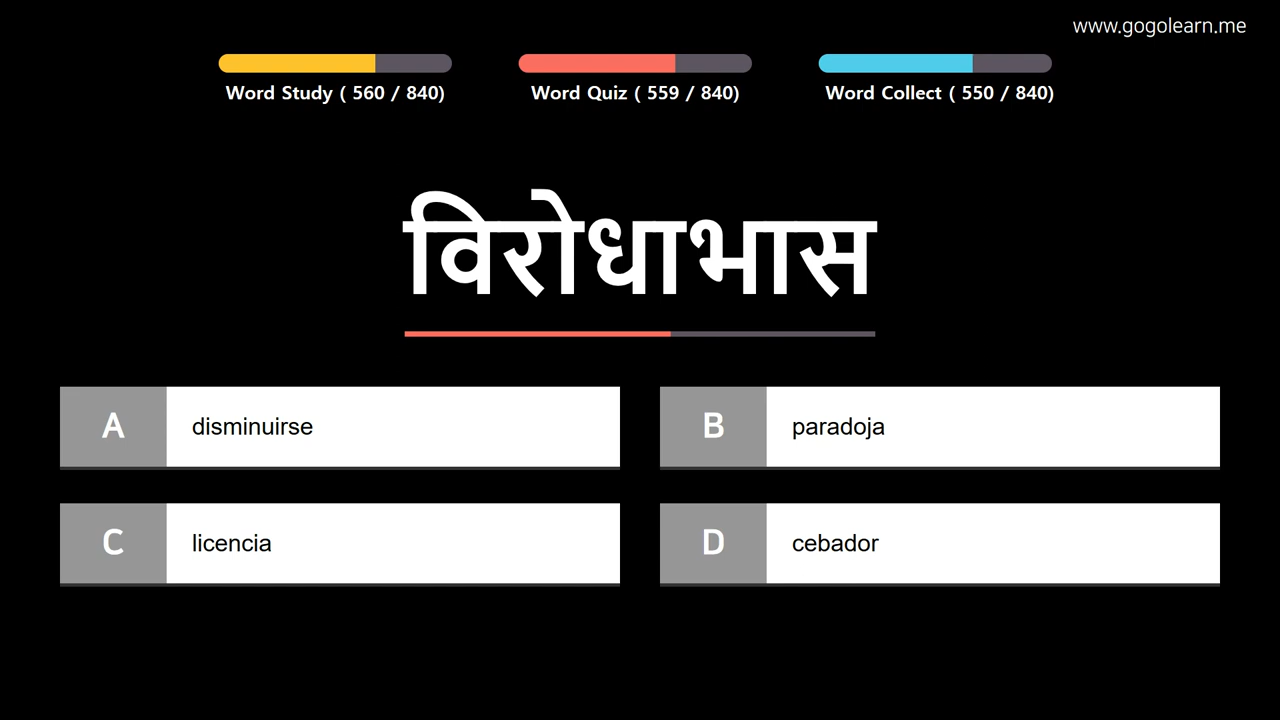 www.gogolearn.me
Word Study ( 560 / 840)
Word Quiz ( 559 / 840)
Word Collect ( 550 / 840)
विरोधाभास
A disminuirse
B paradoja
C licencia
D cebador